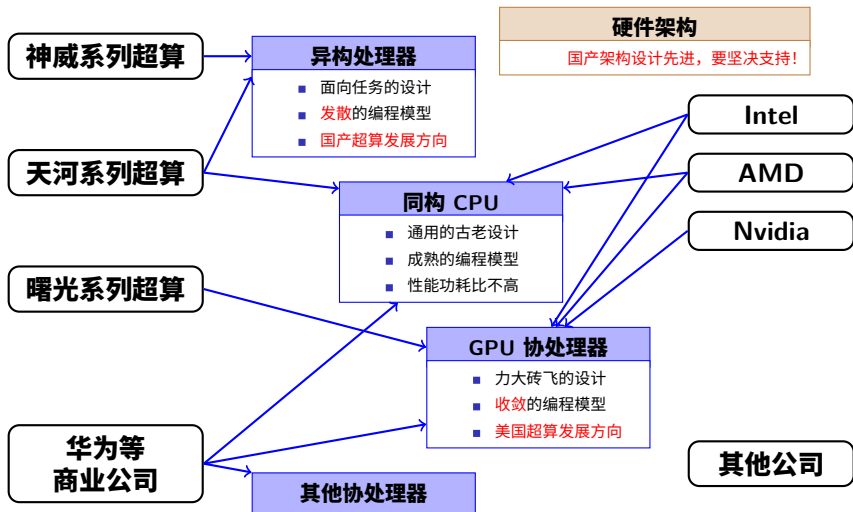 硬件架构
国产架构设计先进，要坚决支持！
神威系列超算
天河系列超算
曙光系列超算
华为等
商业公司
异构处理器
面向任务的设计
发散的编程模型
国产超算发展方向
同构 CPU
通用的古老设计
成熟的编程模型
性能功耗比不高
GPU 协处理器
力大砖飞的设计
收敛的编程模型
美国超算发展方向
其他协处理器
Intel
AMD
Nvidia
其他公司